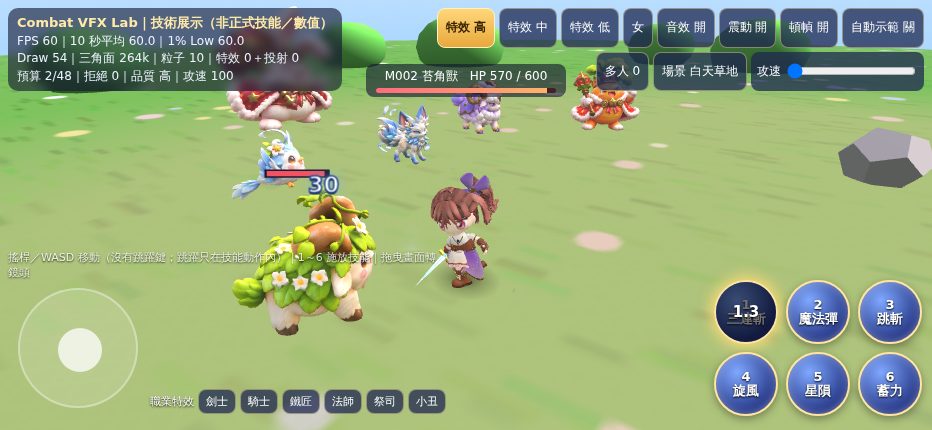 Combat VFX Lab｜技術展示（非正式技能／數值）
FPS 60｜10 秒平均 60.0｜1% Low 60.0
Draw 54｜三角面 264k｜粒子 10｜特效 0＋投射 0
預算 2/48｜拒絕 0｜品質 高｜攻速 100
特效 高
特效 中
特效 低
女
音效 開
震動 開
頓幀 開
自動示範 關
M002 苔角獸 HP 570 / 600
多人 0
場景 白天草地
攻速
30
搖桿／WASD 移動（沒有跳躍鍵；跳躍只在技能動作內）｜1～6 施放技能｜拖曳畫面轉
鏡頭
1
三連斬
1.3
2
魔法彈
3
跳斬
4
旋風
5
星隕
6
蓄力
職業特效
劍士
騎士
鐵匠
法師
祭司
小丑